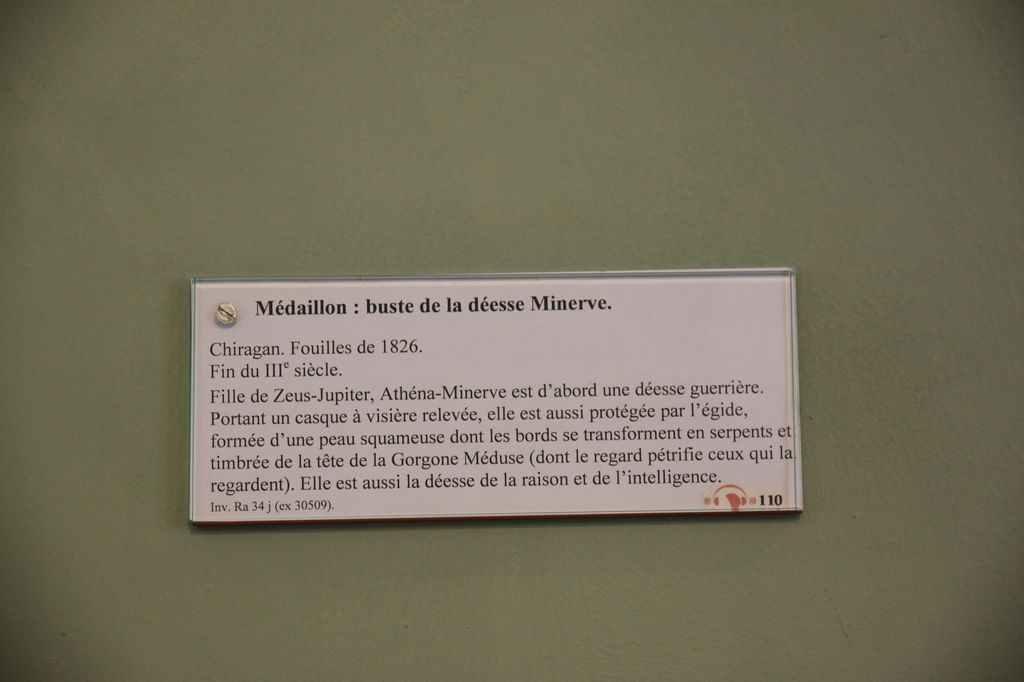 Médaillon : buste de la déesse Minerve.
Chiragan. Fouilles de 1826.
Fin du IIIᵉ siècle.
Fille de Zeus-Jupiter, Athéna-Minerve est d’abord une déesse guerrière.
Portant un casque à visière relevée, elle est aussi protégée par l’égide,
formée d’une peau squameuse dont les bords se transforment en serpents et
timbrée de la tête de la Gorgone Méduse (dont le regard pétrifie ceux qui la
regardent). Elle est aussi la déesse de la raison et de l’intelligence.
Inv. Ra 34 j (ex 30509).
110